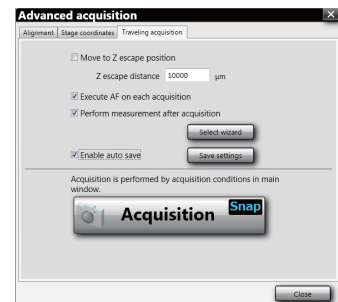 Advanced acquisition
Alignment Stage coordinates Traveling acquisition
Move to Z escape position
Z escape distance 10000 μm
Execute AF on each acquisition
Perform measurement after acquisition
Select wizard
Enable auto save Save settings
Acquisition is performed by acquisition conditions in main
window.
Acquisition Snap
Close